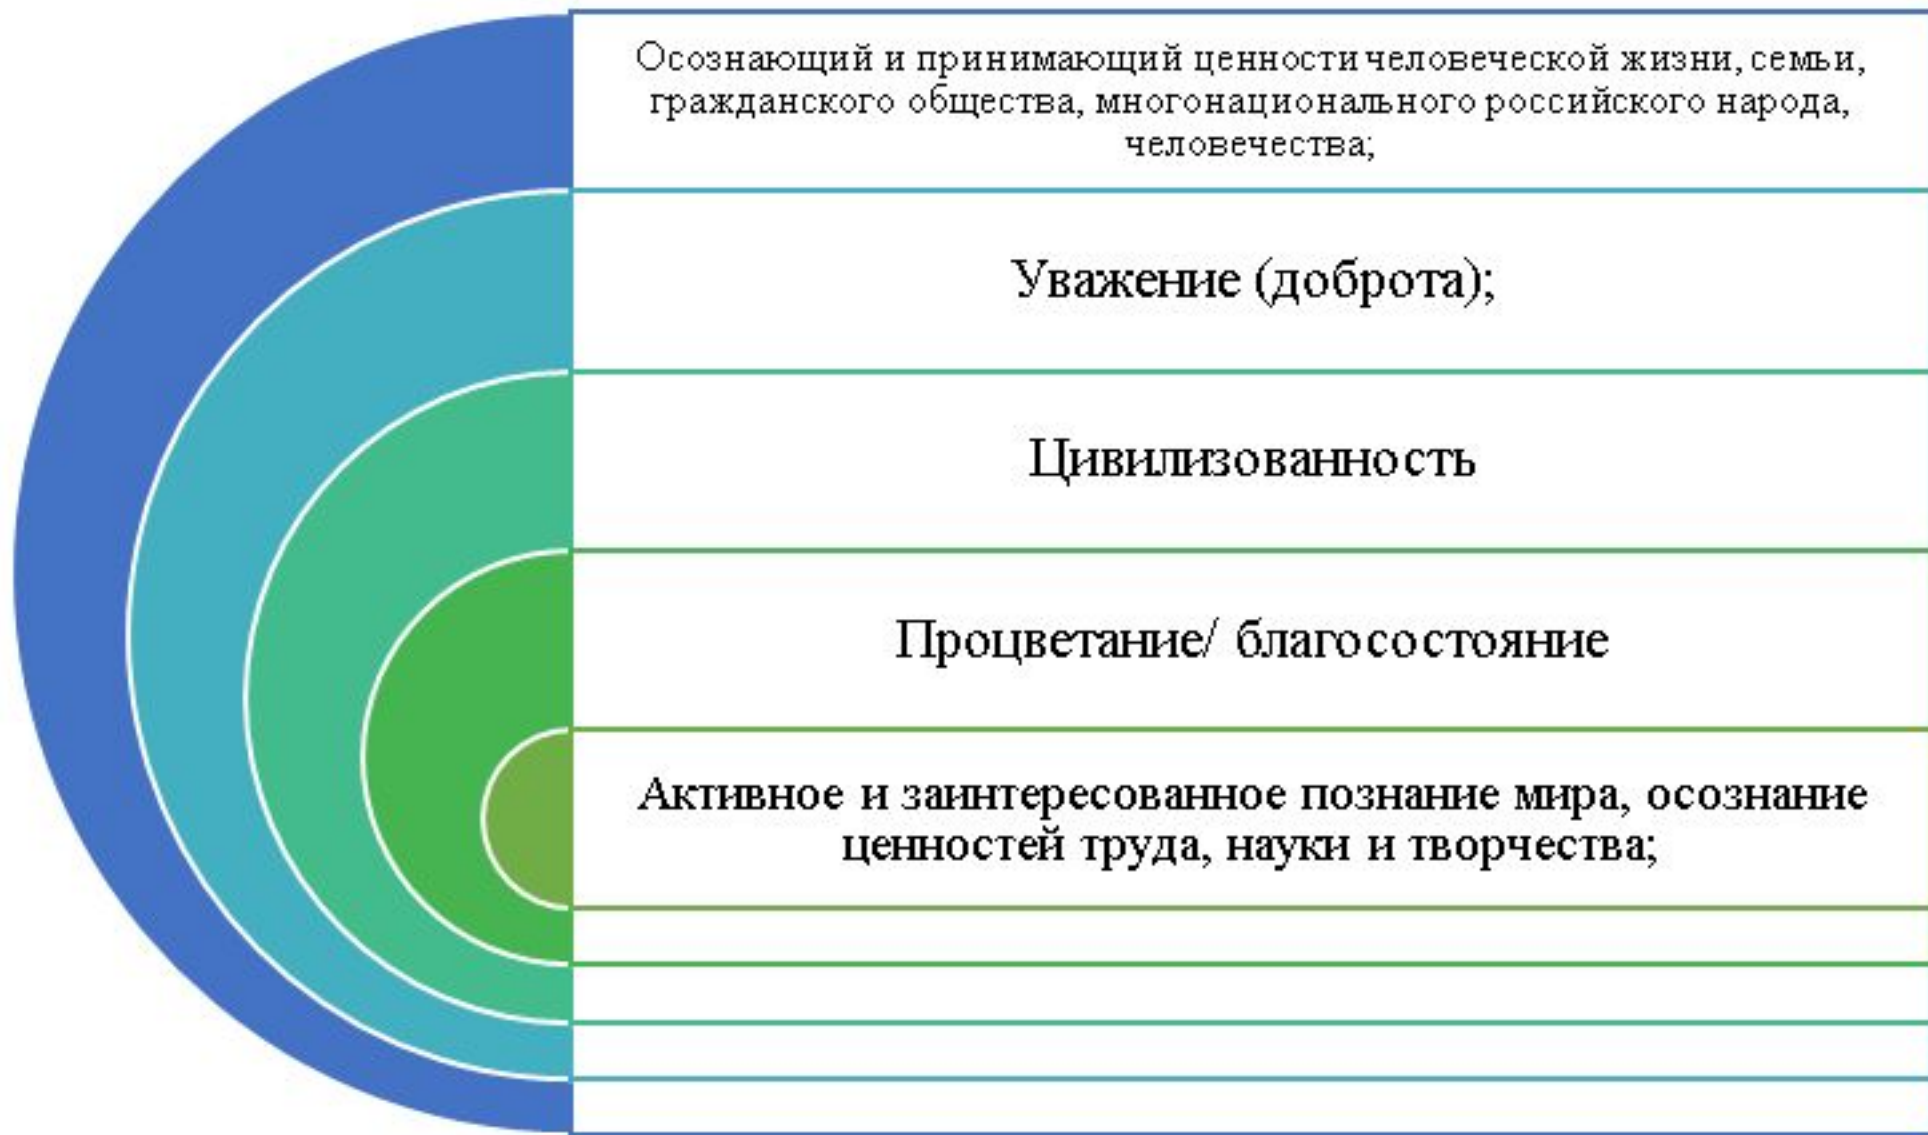 Осознающий и принимающий ценности человеческой жизни, семьи,
гражданского общества, многонационального российского народа,
человечества;
Уважение (доброта);
Цивилизованность
Процветание/ благосостояние
Активное и заинтересованное познание мира, осознание
ценностей труда, науки и творчества;